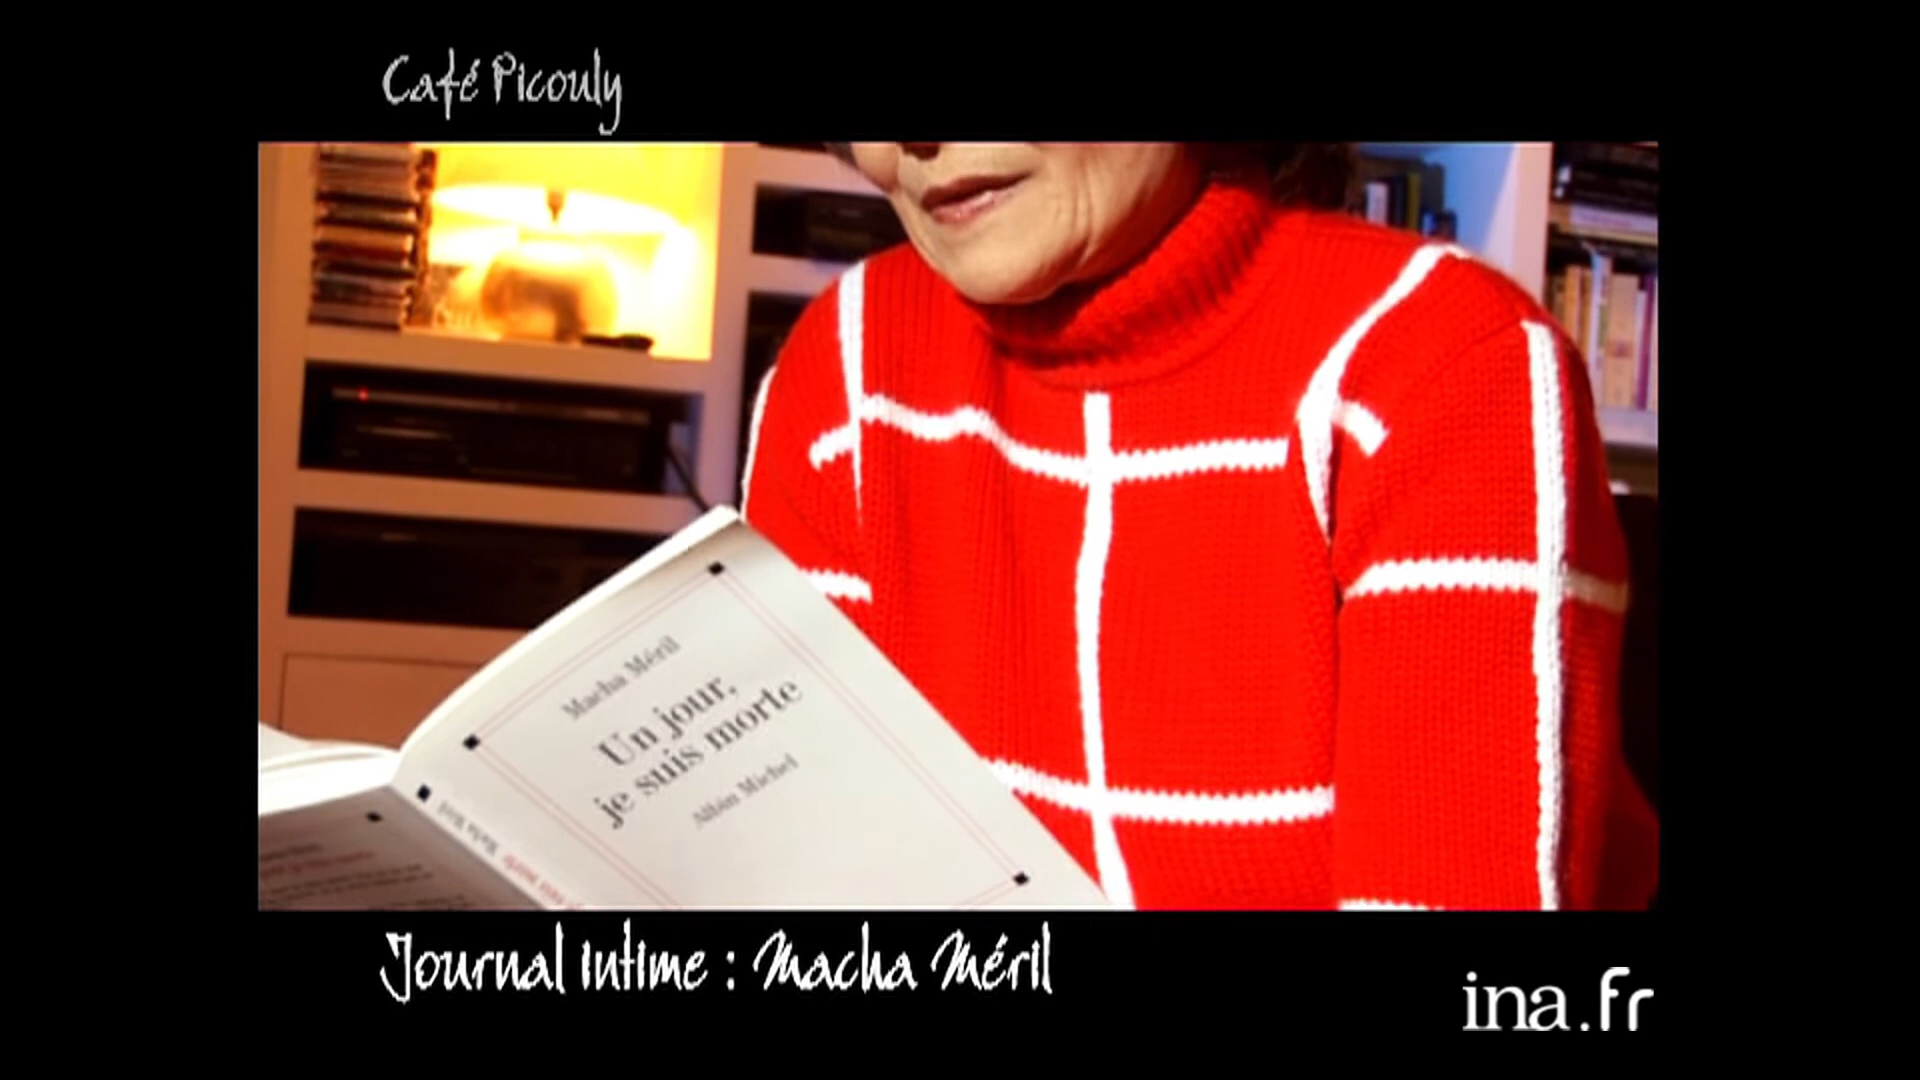 Café Picouly
Macha Méril
Un jour,
je suis morte
Albin Michel
Journal intime : Macha Méril
ina.fr